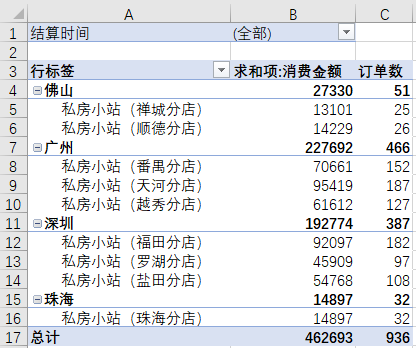 A B C
1 结算时间 (全部)
2
3 行标签 求和项:消费金额 订单数
4 佛山 27330 51
5 私房小站（禅城分店） 13101 25
6 私房小站（顺德分店） 14229 26
7 广州 227692 466
8 私房小站（番禺分店） 70661 152
9 私房小站（天河分店） 95419 187
10 私房小站（越秀分店） 61612 127
11 深圳 192774 387
12 私房小站（福田分店） 92097 182
13 私房小站（罗湖分店） 45909 97
14 私房小站（盐田分店） 54768 108
15 珠海 14897 32
16 私房小站（珠海分店） 14897 32
17 总计 462693 936